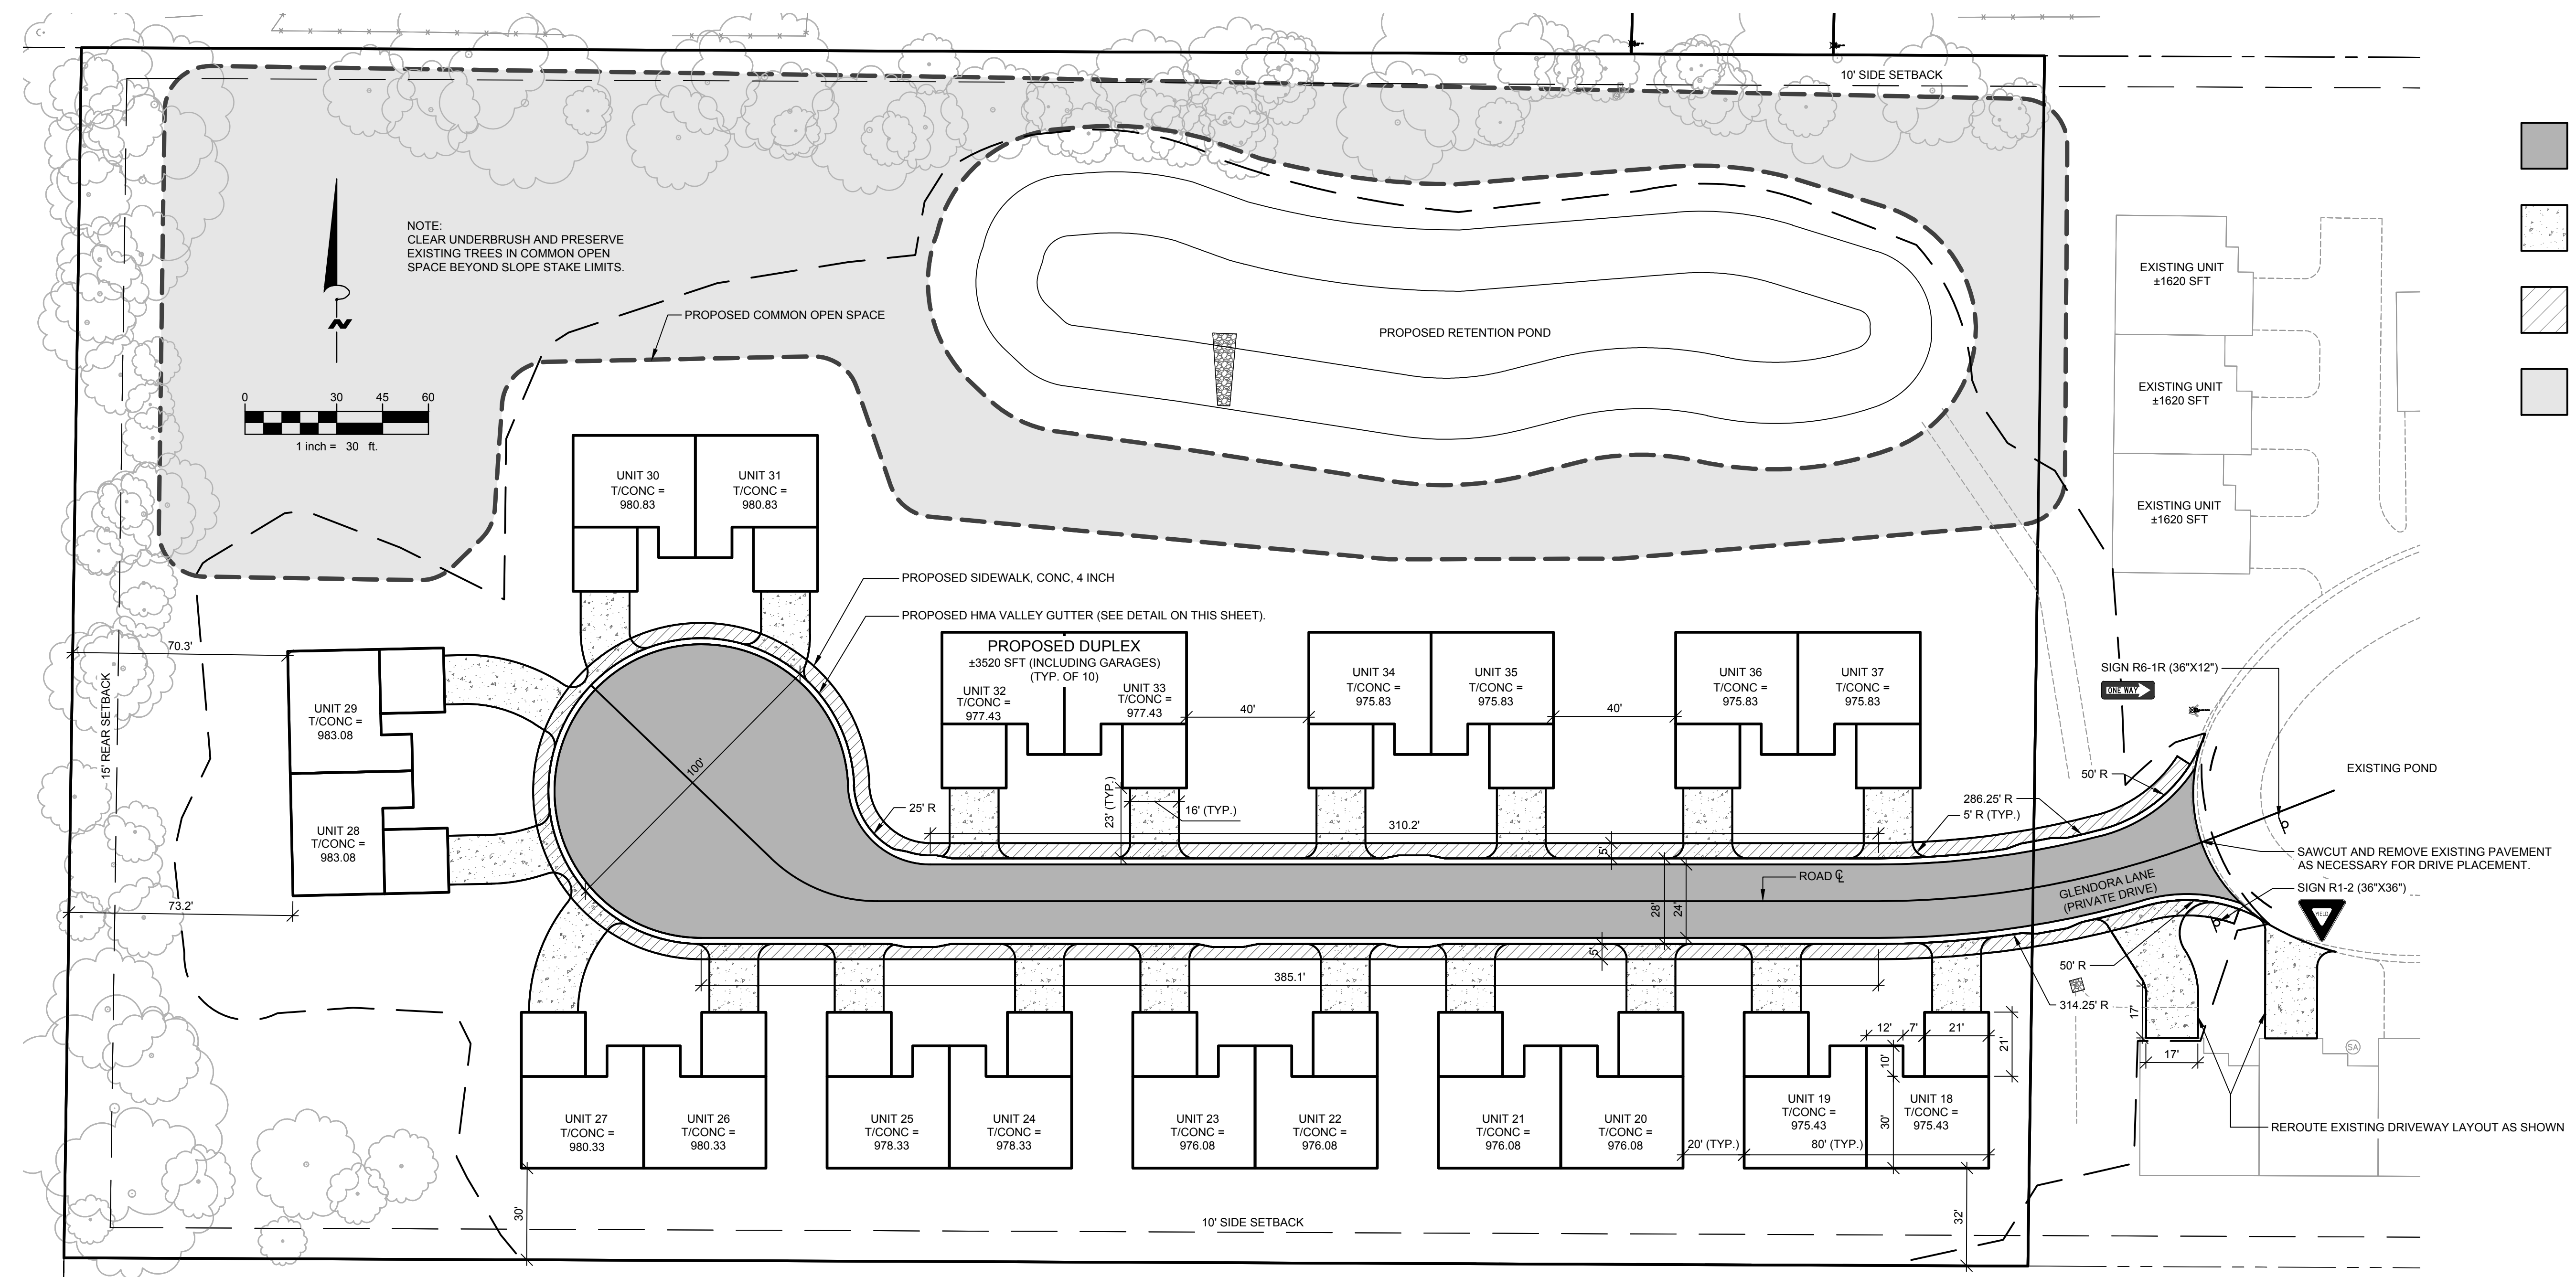 10' SIDE SETBACK
NOTE:
CLEAR UNDERBRUSH AND PRESERVE
EXISTING TREES IN COMMON OPEN
SPACE BEYOND SLOPE STAKE LIMITS.
N
0 30 45 60
1 inch = 30 ft.
PROPOSED COMMON OPEN SPACE
PROPOSED RETENTION POND
EXISTING UNIT
±1620 SFT
EXISTING UNIT
±1620 SFT
EXISTING UNIT
±1620 SFT
UNIT 30
T/CONC =
980.83
UNIT 31
T/CONC =
980.83
PROPOSED SIDEWALK, CONC, 4 INCH
PROPOSED HMA VALLEY GUTTER (SEE DETAIL ON THIS SHEET).
70.3'
15' REAR SETBACK
UNIT 29
T/CONC =
983.08
UNIT 28
T/CONC =
983.08
73.2'
100'
25' R
PROPOSED DUPLEX
±3520 SFT (INCLUDING GARAGES)
(TYP. OF 10)
UNIT 32
T/CONC =
977.43
UNIT 33
T/CONC =
977.43
40'
UNIT 34
T/CONC =
975.83
UNIT 35
T/CONC =
975.83
40'
UNIT 36
T/CONC =
975.83
UNIT 37
T/CONC =
975.83
23' (TYP.)
16' (TYP.)
310.2'
5'
28'
24'
ROAD CL
SIGN R6-1R (36"X12")
ONE WAY
50' R
286.25' R
5' R (TYP.)
EXISTING POND
SAWCUT AND REMOVE EXISTING PAVEMENT
AS NECESSARY FOR DRIVE PLACEMENT.
GLENDORA LANE
(PRIVATE DRIVE)
SIGN R1-2 (36"X36")
YIELD
385.1'
5'
50' R
314.25' R
17'
17'
SA
REROUTE EXISTING DRIVEWAY LAYOUT AS SHOWN
12' 7' 21'
21'
10'
30'
UNIT 27
T/CONC =
980.33
UNIT 26
T/CONC =
980.33
UNIT 25
T/CONC =
978.33
UNIT 24
T/CONC =
978.33
UNIT 23
T/CONC =
976.08
UNIT 22
T/CONC =
976.08
UNIT 21
T/CONC =
976.08
UNIT 20
T/CONC =
976.08
UNIT 19
T/CONC =
975.43
UNIT 18
T/CONC =
975.43
20' (TYP.)
80' (TYP.)
30'
10' SIDE SETBACK
32'